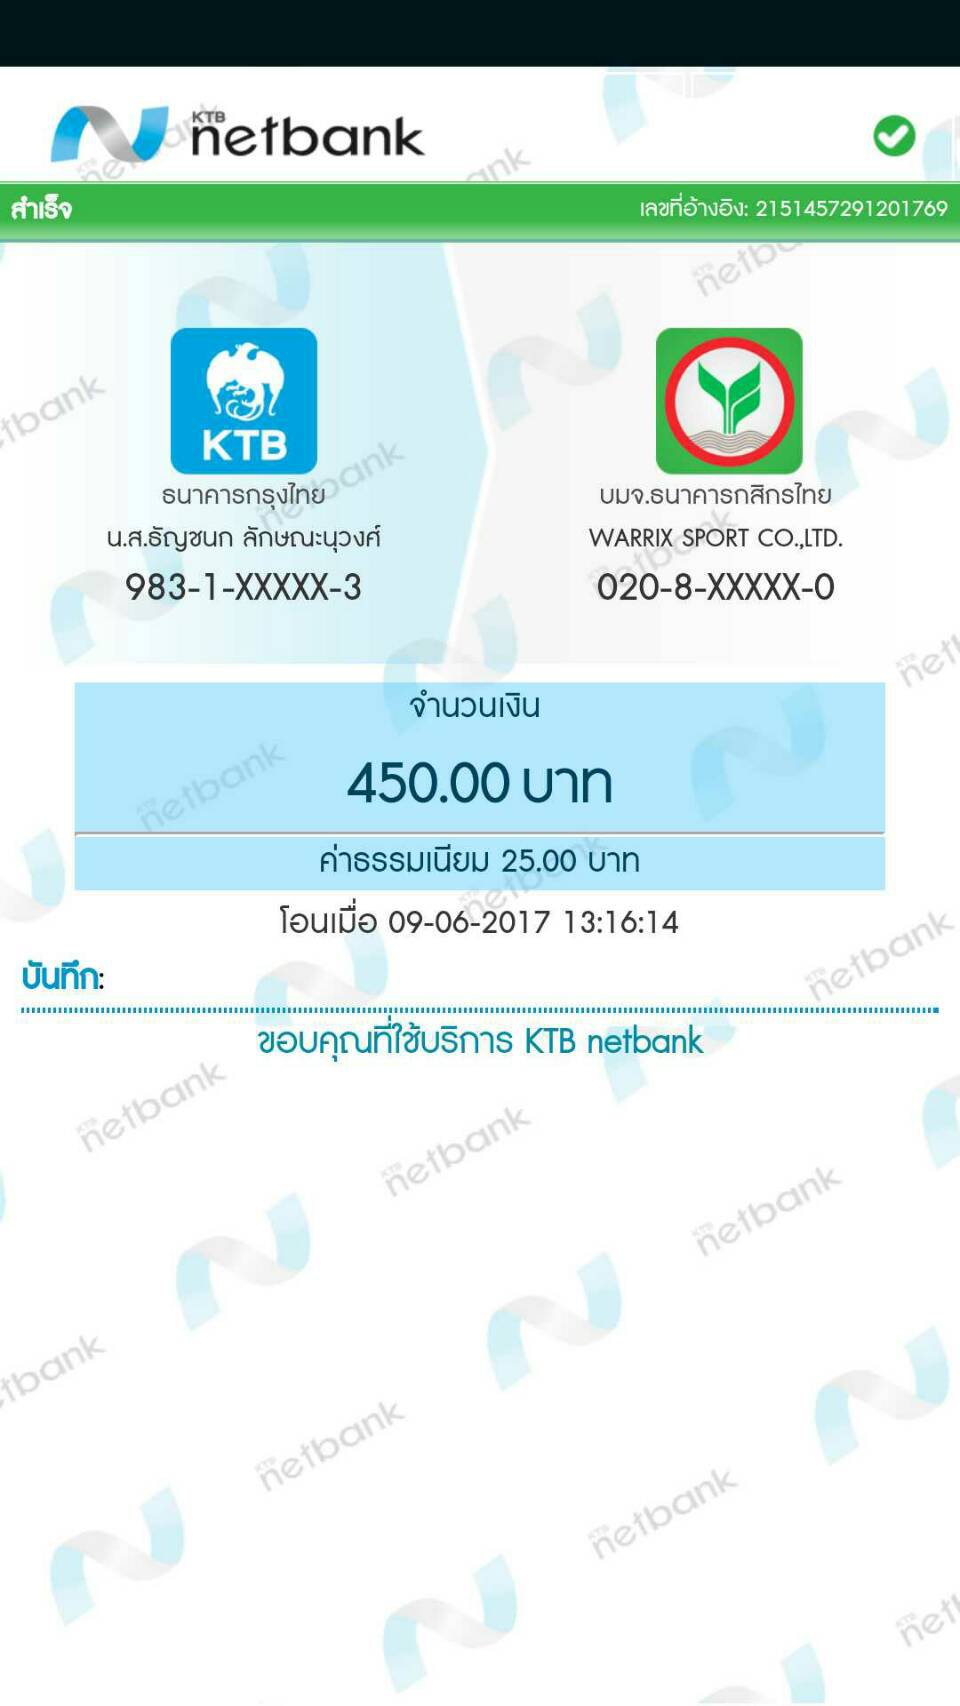 KTB
netbank
สำเร็จ
เลขที่อ้างอิง: 2151457291201769
KTB
ธนาคารกรุงไทย
น.ส.ธัญชนก ลักษณะนุวงศ์
983-1-XXXXX-3
บมจ.ธนาคารกสิกรไทย
WARRIX SPORT CO.,LTD.
020-8-XXXXX-0
จำนวนเงิน
450.00 บาท
ค่าธรรมเนียม 25.00 บาท
โอนเมื่อ 09-06-2017 13:16:14
บันทึก:
ขอบคุณที่ใช้บริการ KTB netbank